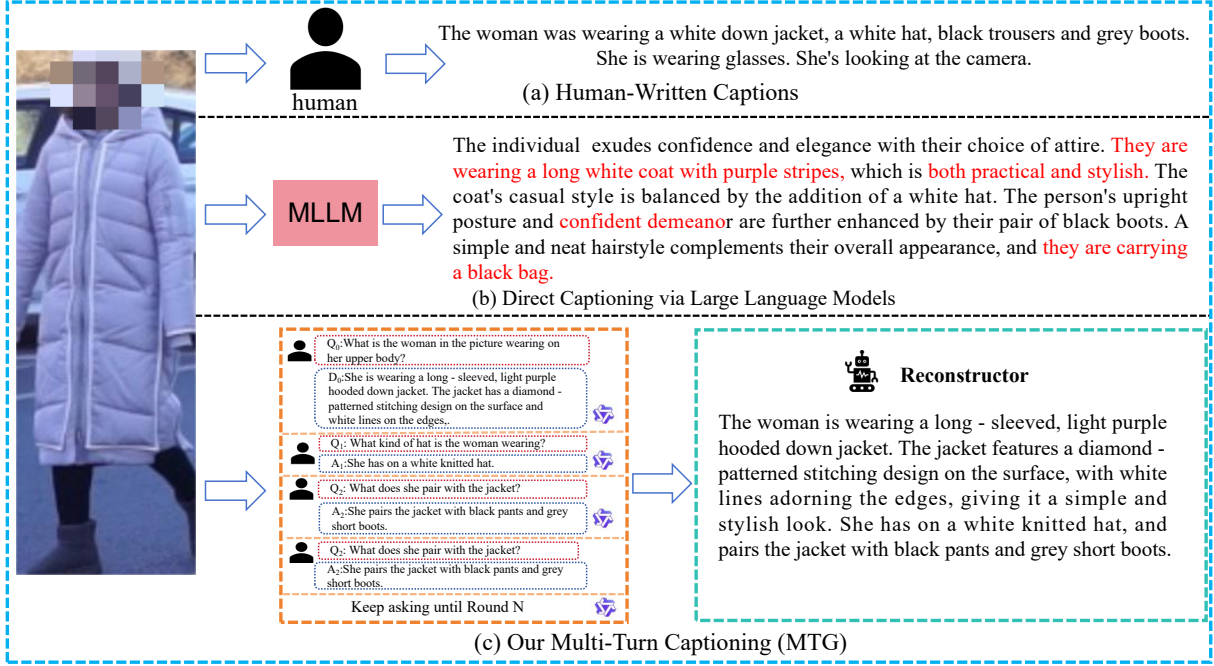 The woman was wearing a white down jacket, a white hat, black trousers and grey boots.
She is wearing glasses. She's looking at the camera.
human
(a) Human-Written Captions
MLLM
The individual exudes confidence and elegance with their choice of attire. They are
wearing a long white coat with purple stripes, which is both practical and stylish. The
coat's casual style is balanced by the addition of a white hat. The person's upright
posture and confident demeanor are further enhanced by their pair of black boots. A
simple and neat hairstyle complements their overall appearance, and they are carrying
a black bag.
(b) Direct Captioning via Large Language Models
Q0:What is the woman in the picture wearing on
her upper body?
D0:She is wearing a long - sleeved, light purple
hooded down jacket. The jacket has a diamond -
patterned stitching design on the surface and
white lines on the edges,.
Q1: What kind of hat is the woman wearing?
A1:She has on a white knitted hat.
Q2: What does she pair with the jacket?
A2:She pairs the jacket with black pants and grey
short boots.
Q2: What does she pair with the jacket?
A2:She pairs the jacket with black pants and grey
short boots.
Keep asking until Round N
Reconstructor
The woman is wearing a long - sleeved, light purple
hooded down jacket. The jacket features a diamond -
patterned stitching design on the surface, with white
lines adorning the edges, giving it a simple and
stylish look. She has on a white knitted hat, and
pairs the jacket with black pants and grey short boots.
(c) Our Multi-Turn Captioning (MTG)